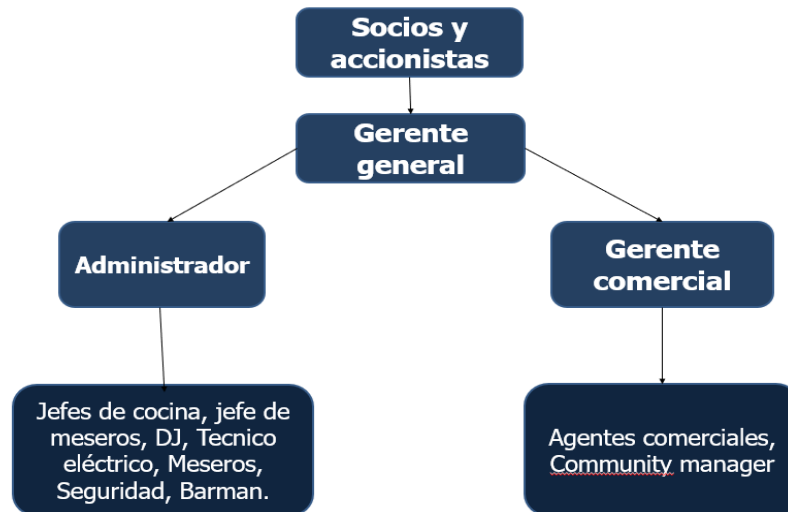 Socios y
accionistas
Gerente
general
Administrador
Gerente
comercial
Jefes de cocina, jefe de
meseros, DJ, Tecnico
eléctrico, Meseros,
Seguridad, Barman.
Agentes comerciales,
Community manager